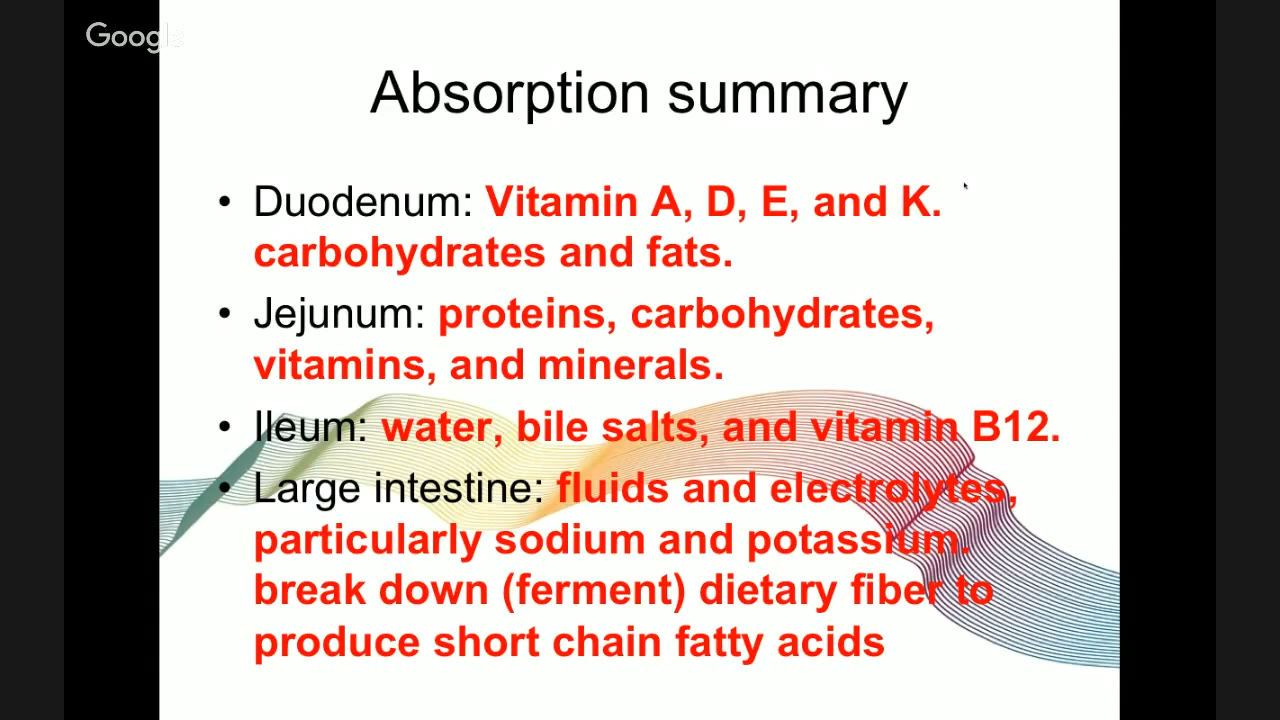 Google
Absorption summary
• Duodenum: Vitamin A, D, E, and K.
carbohydrates and fats.
• Jejunum: proteins, carbohydrates,
vitamins, and minerals.
• Ileum: water, bile salts, and vitamin B12.
• Large intestine: fluids and electrolytes,
particularly sodium and potassium.
break down (ferment) dietary fiber to
produce short chain fatty acids